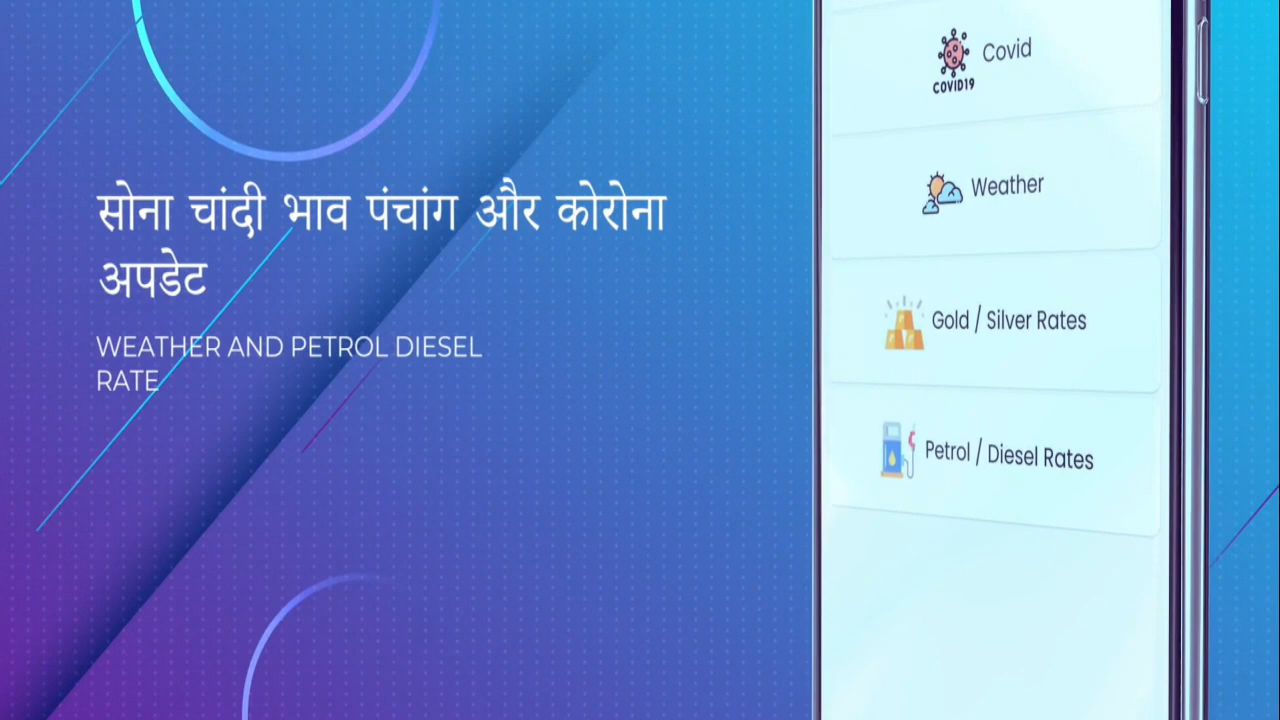 सोना चांदी भाव पंचांग और कोरोना
अपडेट
WEATHER AND PETROL DIESEL
RATE
Covid
COVID19
Weather
Gold / Silver Rates
Petrol / Diesel Rates